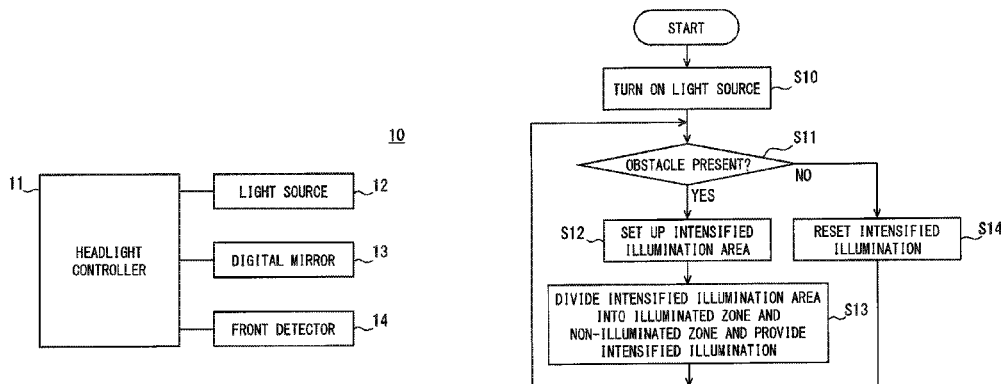 10
11
HEADLIGHT
CONTROLLER
LIGHT SOURCE
12
DIGITAL MIRROR
13
FRONT DETECTOR
14
START
TURN ON LIGHT SOURCE
S10
OBSTACLE PRESENT?
S11
NO
YES
S12
SET UP INTENSIFIED
ILLUMINATION AREA
RESET INTENSIFIED
ILLUMINATION
S14
DIVIDE INTENSIFIED ILLUMINATION AREA
INTO ILLUMINATED ZONE AND
NON-ILLUMINATED ZONE AND PROVIDE
INTENSIFIED ILLUMINATION
S13